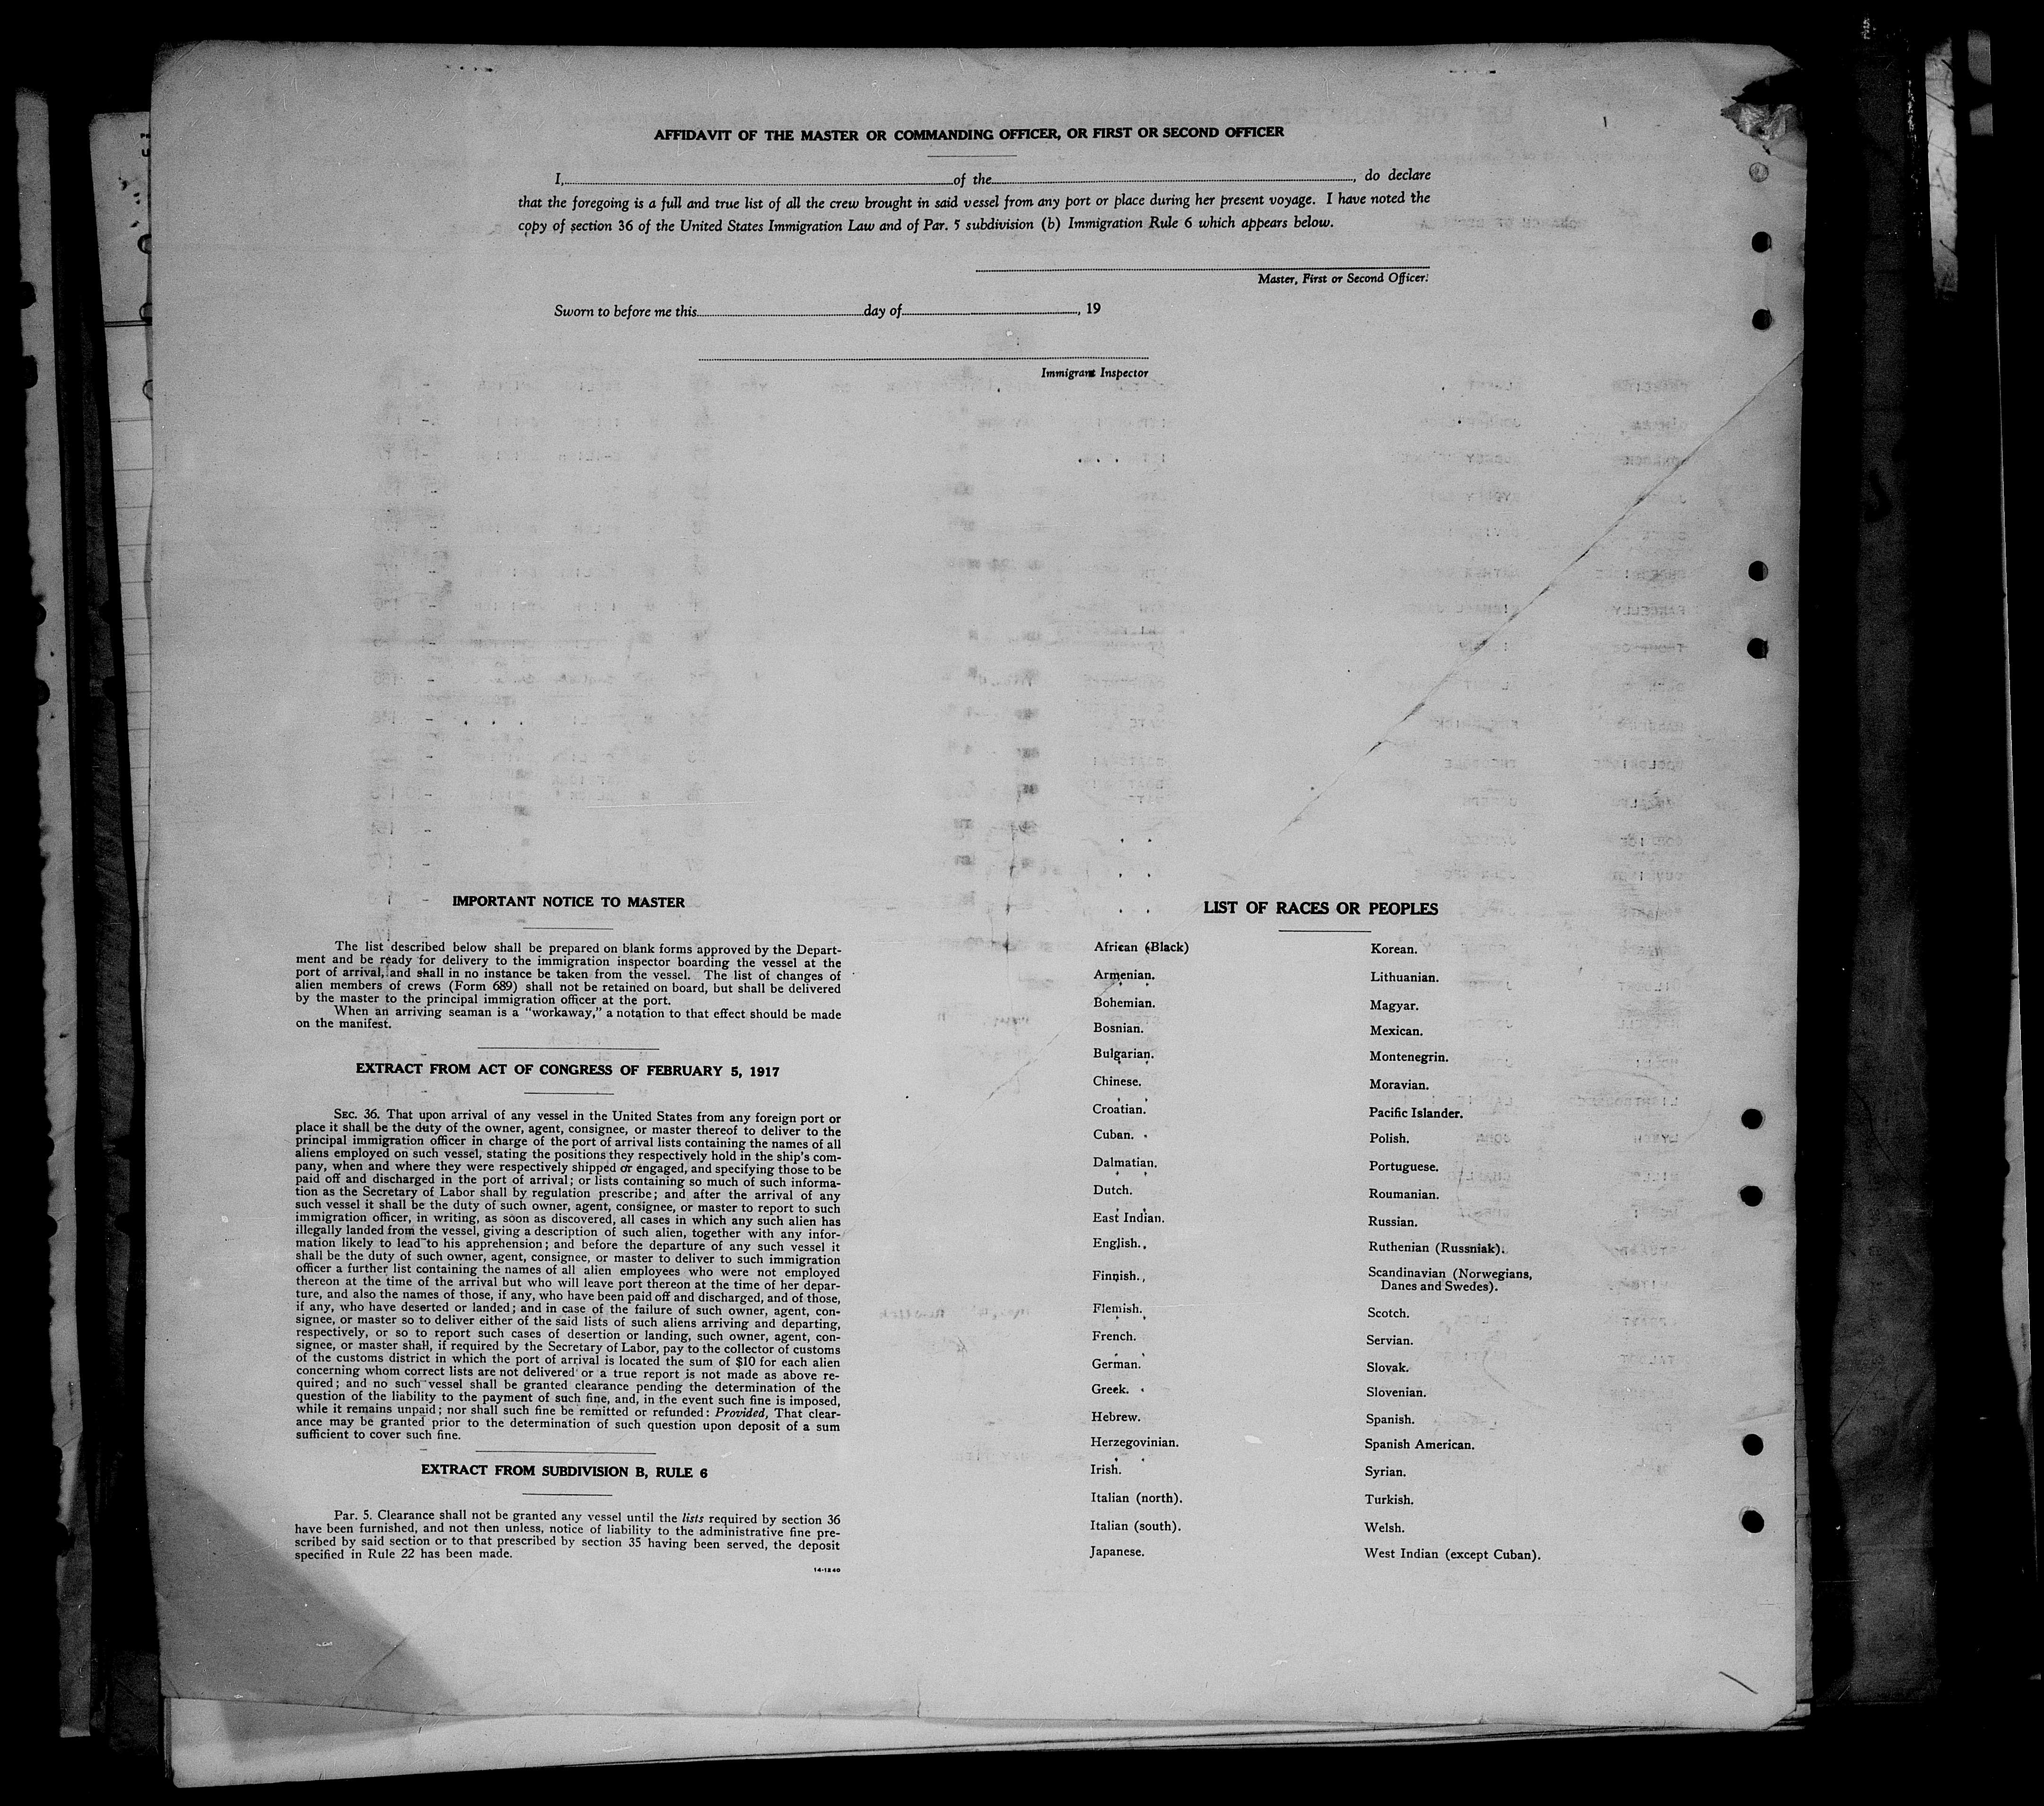 AFFIDAVIT OF THE MASTER OR COMMANDING OFFICER, OR FIRST OR SECOND OFFICER
I, of the , do declare
that the foregoing is a full and true list of all the crew brought in said vessel from any port or place during her present voyage. I have noted the
copy of section 36 of the United States Immigration Law and of Par. 5 subdivision (b) Immigration Rule 6 which appears below.
Master, First or Second Officer.
Sworn to before me this day of , 19
Immigrant Inspector
IMPORTANT NOTICE TO MASTER
The list described below shall be prepared on blank forms approved by the Depart-
ment and be ready for delivery to the immigration inspector boarding the vessel at the
port of arrival, and shall in no instance be taken from the vessel. The list of changes of
alien members of crews (Form 689) shall not be retained on board, but shall be delivered
by the master to the principal immigration officer at the port.
When an arriving seaman is a "workaway," a notation to that effect should be made
on the manifest.
EXTRACT FROM ACT OF CONGRESS OF FEBRUARY 5, 1917
SEC. 36. That upon arrival of any vessel in the United States from any foreign port or
place it shall be the duty of the owner, agent, consignee, or master thereof to deliver to the
principal immigration officer in charge of the port of arrival lists containing the names of all
aliens employed on such vessel, stating the positions they respectively hold in the ship's com-
pany, when and where they were respectively shipped or engaged, and specifying those to be
paid off and discharged in the port of arrival; or lists containing so much of such informa-
tion as the Secretary of Labor shall by regulation prescribe; and after the arrival of any
such vessel it shall be the duty of such owner, agent, consignee, or master to report to such
immigration officer, in writing, as soon as discovered, all cases in which any such alien has
illegally landed from the vessel, giving a description of such alien, together with any infor-
mation likely to lead to his apprehension; and before the departure of any such vessel it
shall be the duty of such owner, agent, consignee, or master to deliver to such immigration
officer a further list containing the names of all alien employees who were not employed
thereon at the time of the arrival but who will leave port thereon at the time of her depar-
ture, and also the names of those, if any, who have been paid off and discharged, and of those,
if any, who have deserted or landed; and in case of the failure of such owner, agent, con-
signee, or master so to deliver either of the said lists of such aliens arriving and departing,
respectively, or so to report such cases of desertion or landing, such owner, agent, con-
signee, or master shall, if required by the Secretary of Labor, pay to the collector of customs
of the customs district in which the port of arrival is located the sum of $10 for each alien
concerning whom correct lists are not delivered or a true report is not made as above re-
quired; and no such vessel shall be granted clearance pending the determination of the
question of the liability to the payment of such fine, and, in the event such fine is imposed,
while it remains unpaid; nor shall such fine be remitted or refunded: Provided, That clear-
ance may be granted prior to the determination of such question upon deposit of a sum
sufficient to cover such fine.
EXTRACT FROM SUBDIVISION B, RULE 6
Par. 5. Clearance shall not be granted any vessel until the lists required by section 36
have been furnished, and not then unless, notice of liability to the administrative fine pre-
scribed by said section or to that prescribed by section 35 having been served, the deposit
specified in Rule 22 has been made.
14-1240
LIST OF RACES OR PEOPLES
African (Black)
Armenian.
Bohemian.
Bosnian.
Bulgarian.
Chinese.
Croatian.
Cuban.
Dalmatian.
Dutch.
East Indian.
English.
Finnish.
Flemish.
French.
German.
Greek.
Hebrew.
Herzegovinian.
Irish.
Italian (north).
Italian (south).
Japanese.
Korean.
Lithuanian.
Magyar.
Mexican.
Montenegrin.
Moravian.
Pacific Islander.
Polish.
Portuguese.
Roumanian.
Russian.
Ruthenian (Russniak).
Scandinavian (Norwegians,
Danes and Swedes).
Scotch.
Servian.
Slovak.
Slovenian.
Spanish.
Spanish American.
Syrian.
Turkish.
Welsh.
West Indian (except Cuban).